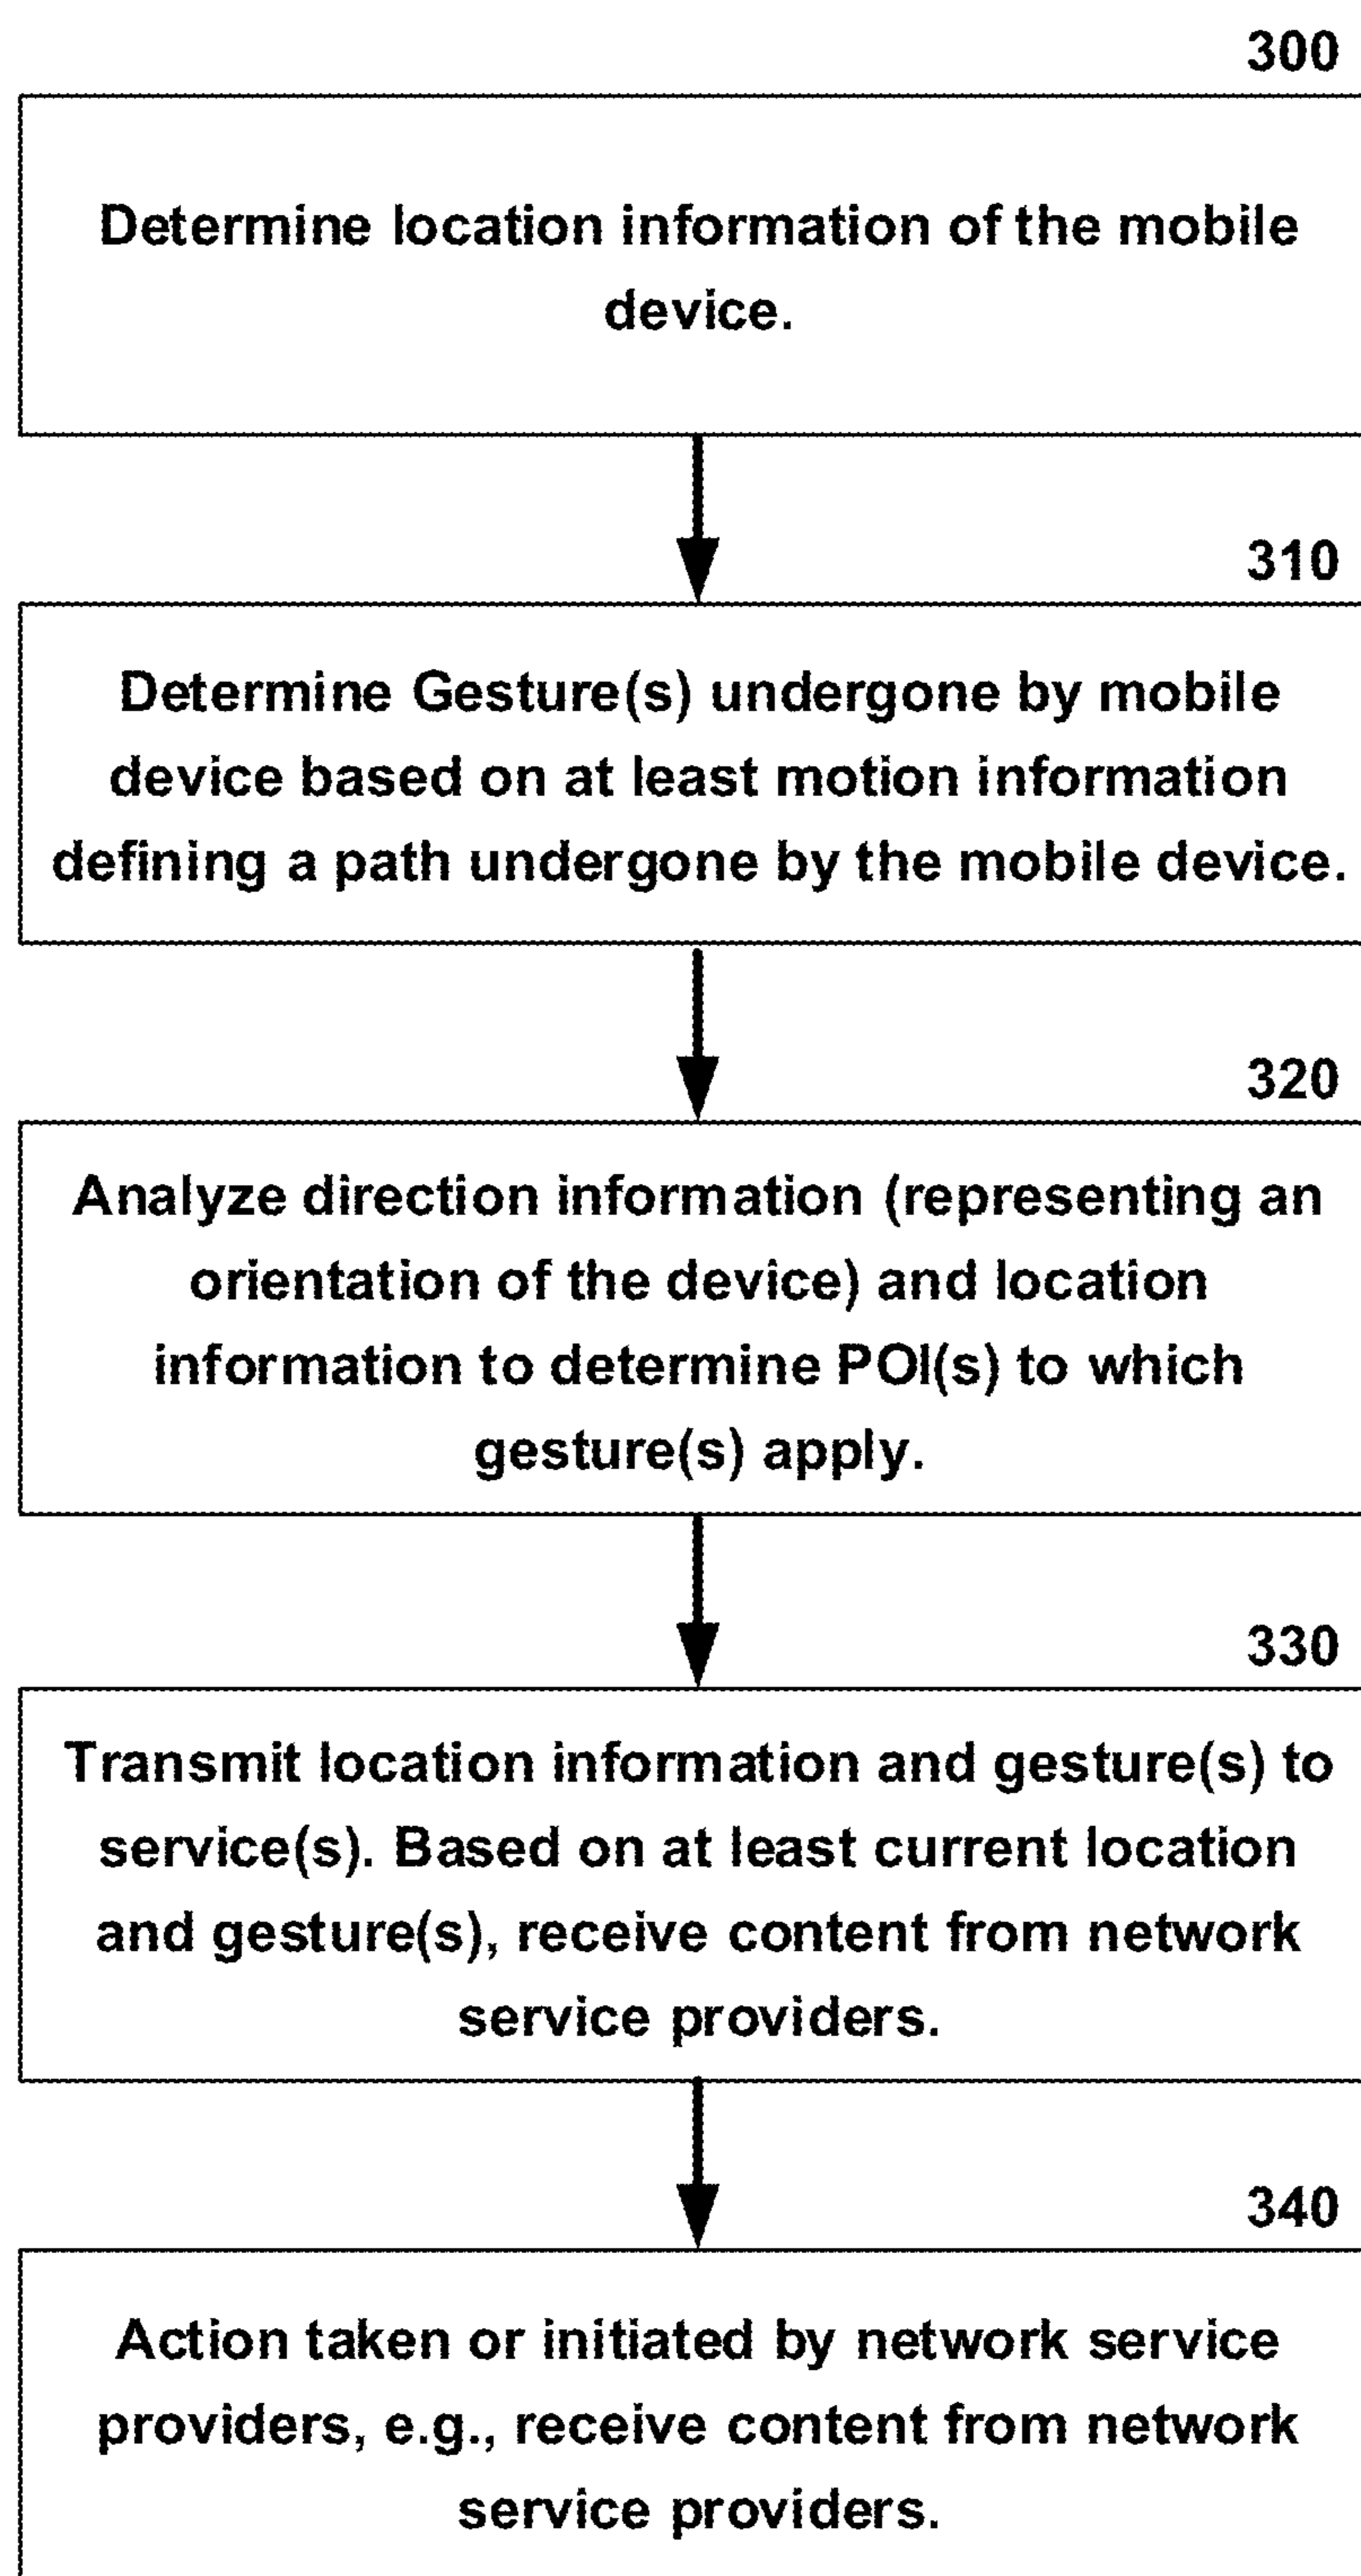 300
Determine location information of the mobile
device.
310
Determine Gesture(s) undergone by mobile
device based on at least motion information
defining a path undergone by the mobile device.
320
Analyze direction information (representing an
orientation of the device) and location
information to determine POI(s) to which
gesture(s) apply.
330
Transmit location information and gesture(s) to
service(s). Based on at least current location
and gesture(s), receive content from network
service providers.
340
Action taken or initiated by network service
providers, e.g., receive content from network
service providers.